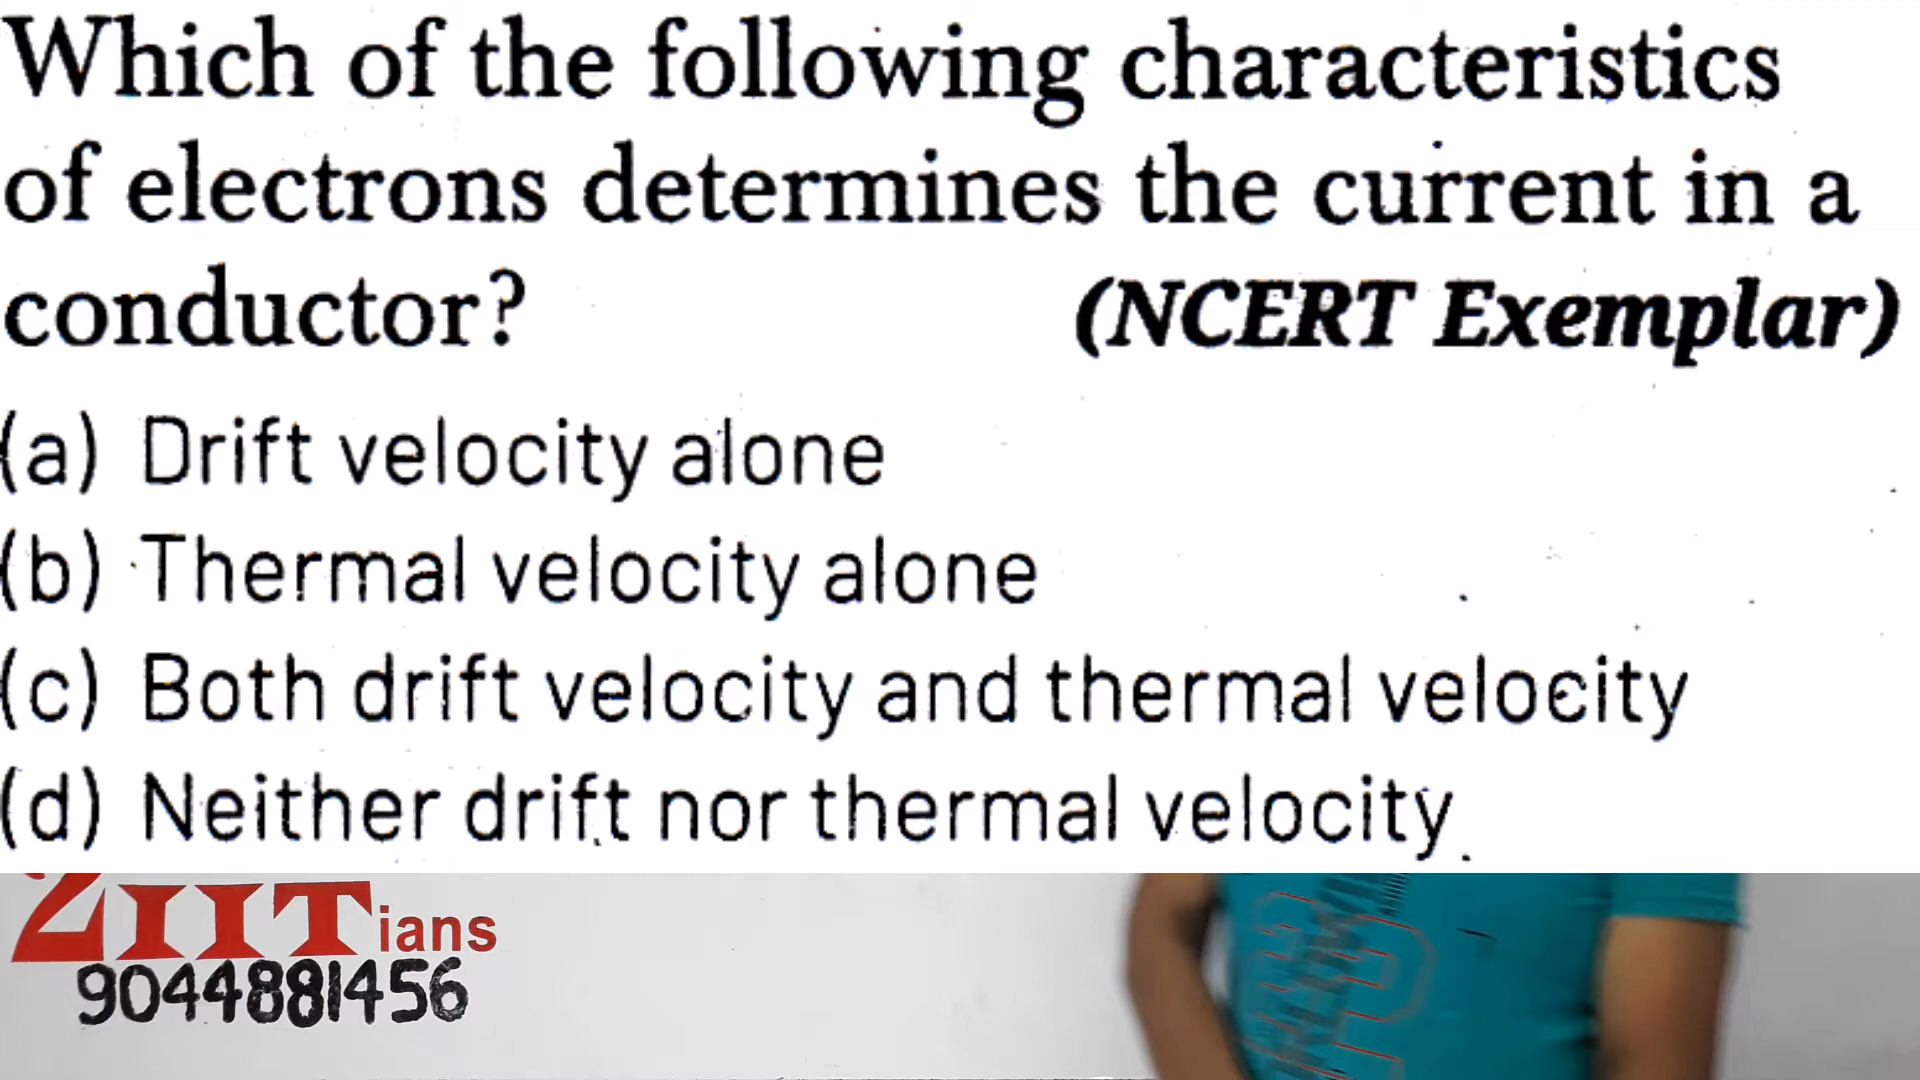 Which of the following characteristics
of electrons determines the current in a
conductor? (NCERT Exemplar)
(a) Drift velocity alone
(b) Thermal velocity alone
(c) Both drift velocity and thermal velocity
(d) Neither drift nor thermal velocity
2IITians
9044881456